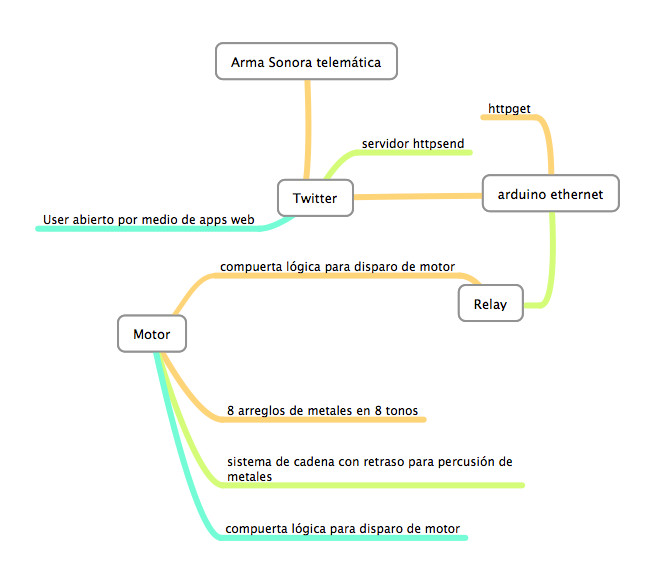 Arma Sonora telemática
httpget
servidor httpsend
Twitter
arduino ethernet
User abierto por medio de apps web
compuerta lógica para disparo de motor
Relay
Motor
8 arreglos de metales en 8 tonos
sistema de cadena con retraso para percusión de
metales
compuerta lógica para disparo de motor